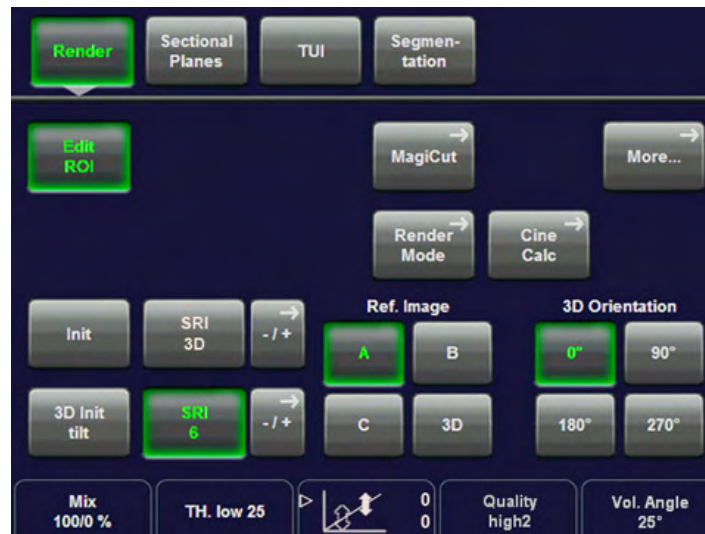 Render
Sectional
Planes
TUI
Segmen-
tation
Edit
ROI
MagiCut
More...
Render
Mode
Cine
Calc
Ref. Image
3D Orientation
Init
SRI
3D
- / +
A
B
0°
90°
3D Init
tilt
SRI
6
- / +
C
3D
180°
270°
Mix
100/0 %
TH. low 25
0
0
Quality
high2
Vol. Angle
25°